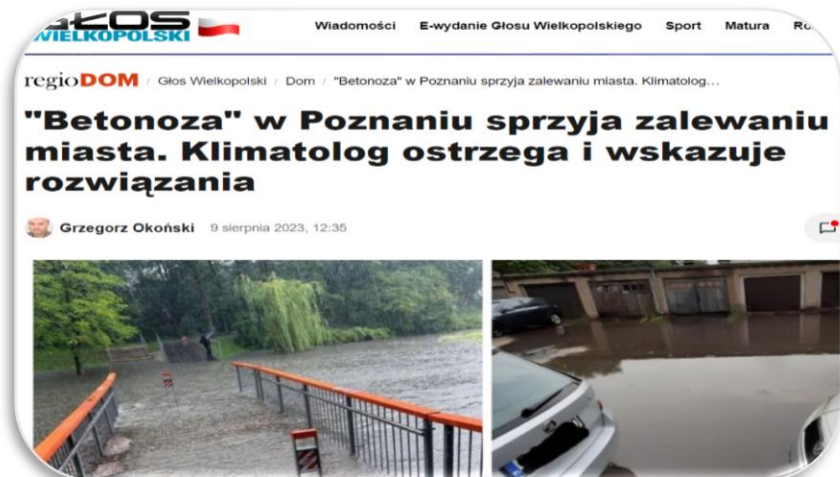 GŁOS
WIELKOPOLSKI
Wiadomości E-wydanie Głosu Wielkopolskiego Sport Matura
regioDOM / Głos Wielkopolski / Dom / "Betonoza" w Poznaniu sprzyja zalewaniu miasta. Klimatolog...
"Betonoza" w Poznaniu sprzyja zalewaniu
miasta. Klimatolog ostrzega i wskazuje
rozwiązania
Grzegorz Okoński 9 sierpnia 2023, 12:35